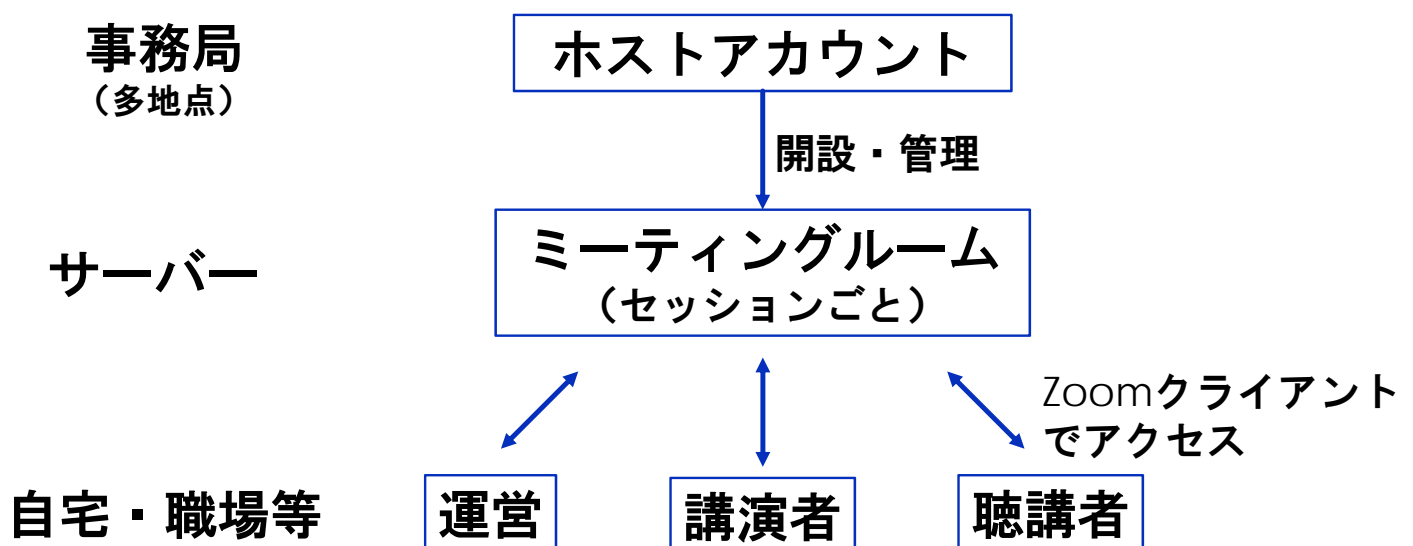 事務局
（多地点）
ホストアカウント
開設・管理
サーバー
ミーティングルーム
（セッションごと）
Zoomクライアント
でアクセス
自宅・職場等
運営
講演者
聴講者